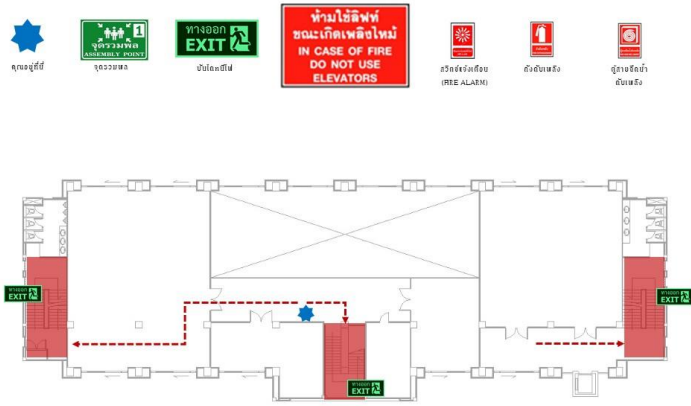 1
จุดรวมพล
ASSEMBLY POINT
ทางออก
EXIT
ห้ามใช้ลิฟท์
ขณะเกิดเพลิงไหม้
IN CASE OF FIRE
DO NOT USE
ELEVATORS
คุณอยู่ที่นี่
จุดรวมพล
บันไดหนีไฟ
สวิทช์แจ้งเตือน
(FIRE ALARM)
ถังดับเพลิง
ตู้สายฉีดน้ำ
ดับเพลิง
ทางออก
EXIT
ทางออก
EXIT
ทางออก
EXIT